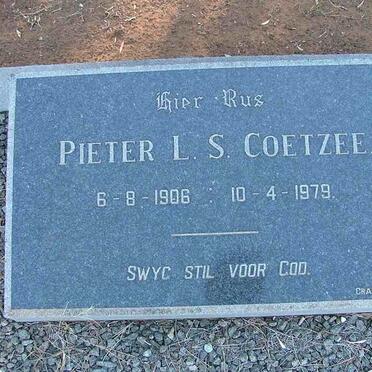 Hier Rus
PIETER L. S. COETZEE.
6-8-1906 : 10-4-1979.
SWYG STIL VOOR GOD.